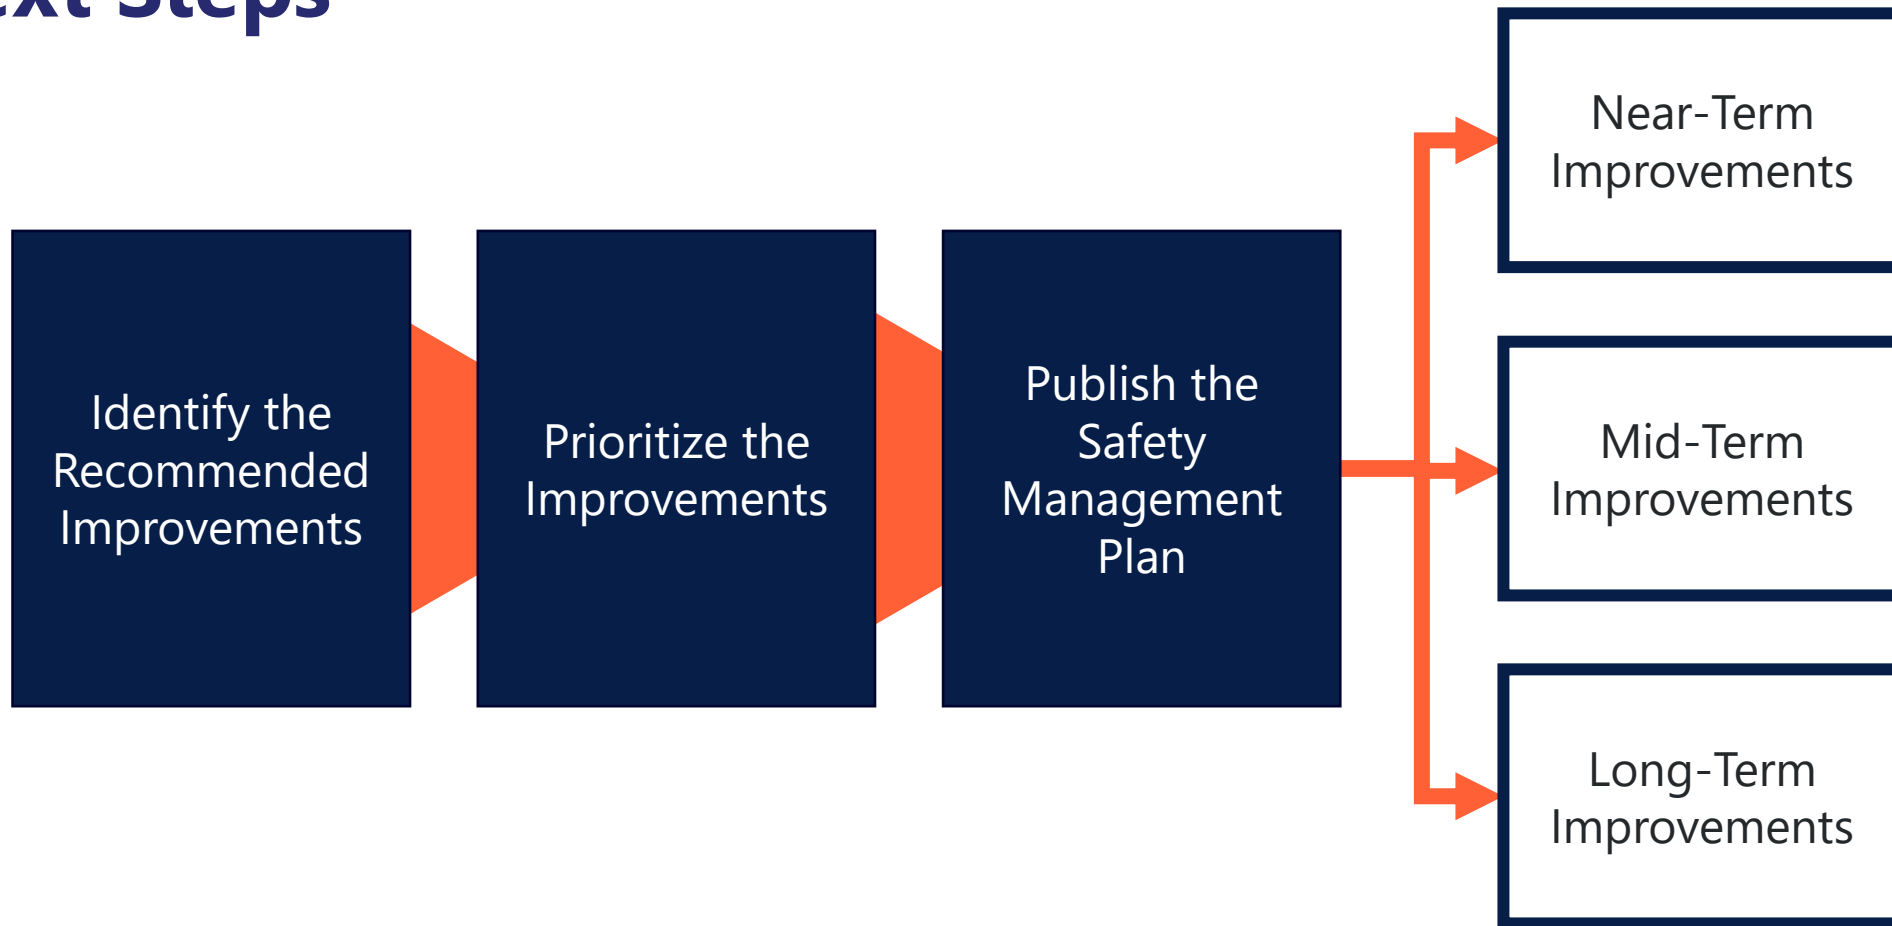 Steps
Identify the
Recommended
Improvements
Prioritize the
Improvements
Publish the
Safety
Management
Plan
Near-Term
Improvements
Mid-Term
Improvements
Long-Term
Improvements